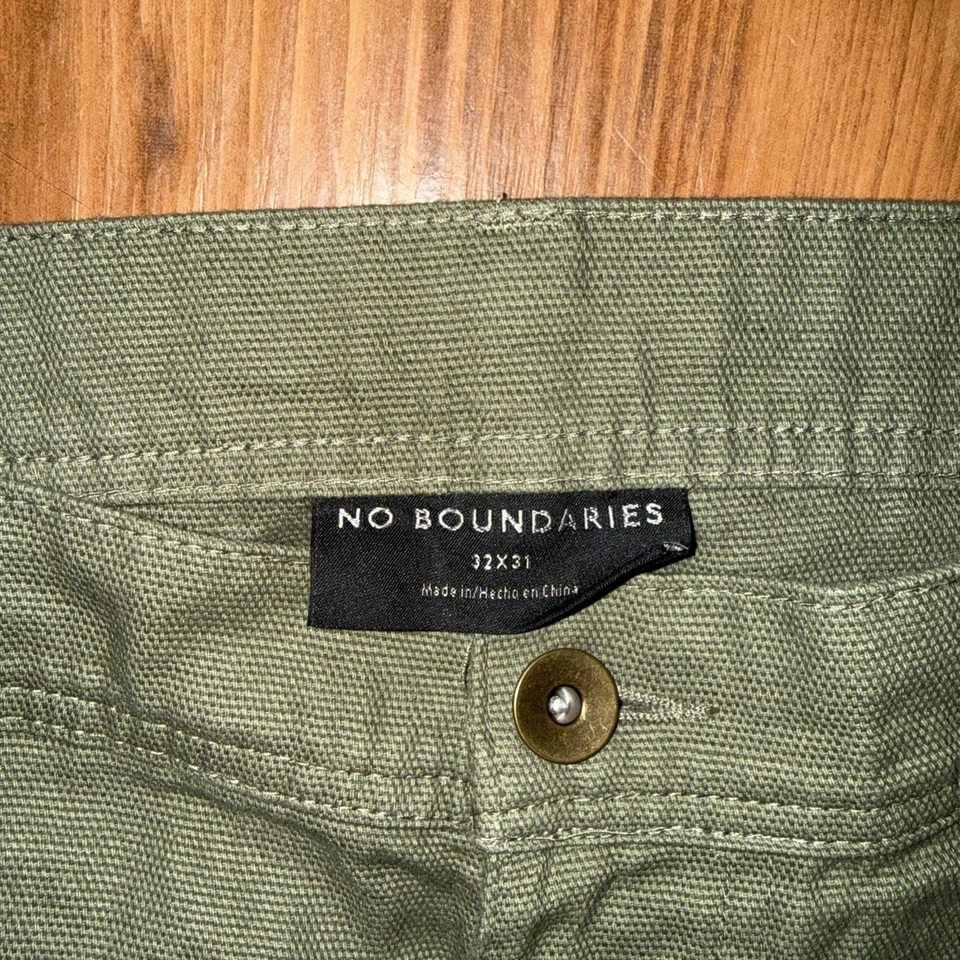 NO BOUNDARIES
32X31
Made in/Hecho en China